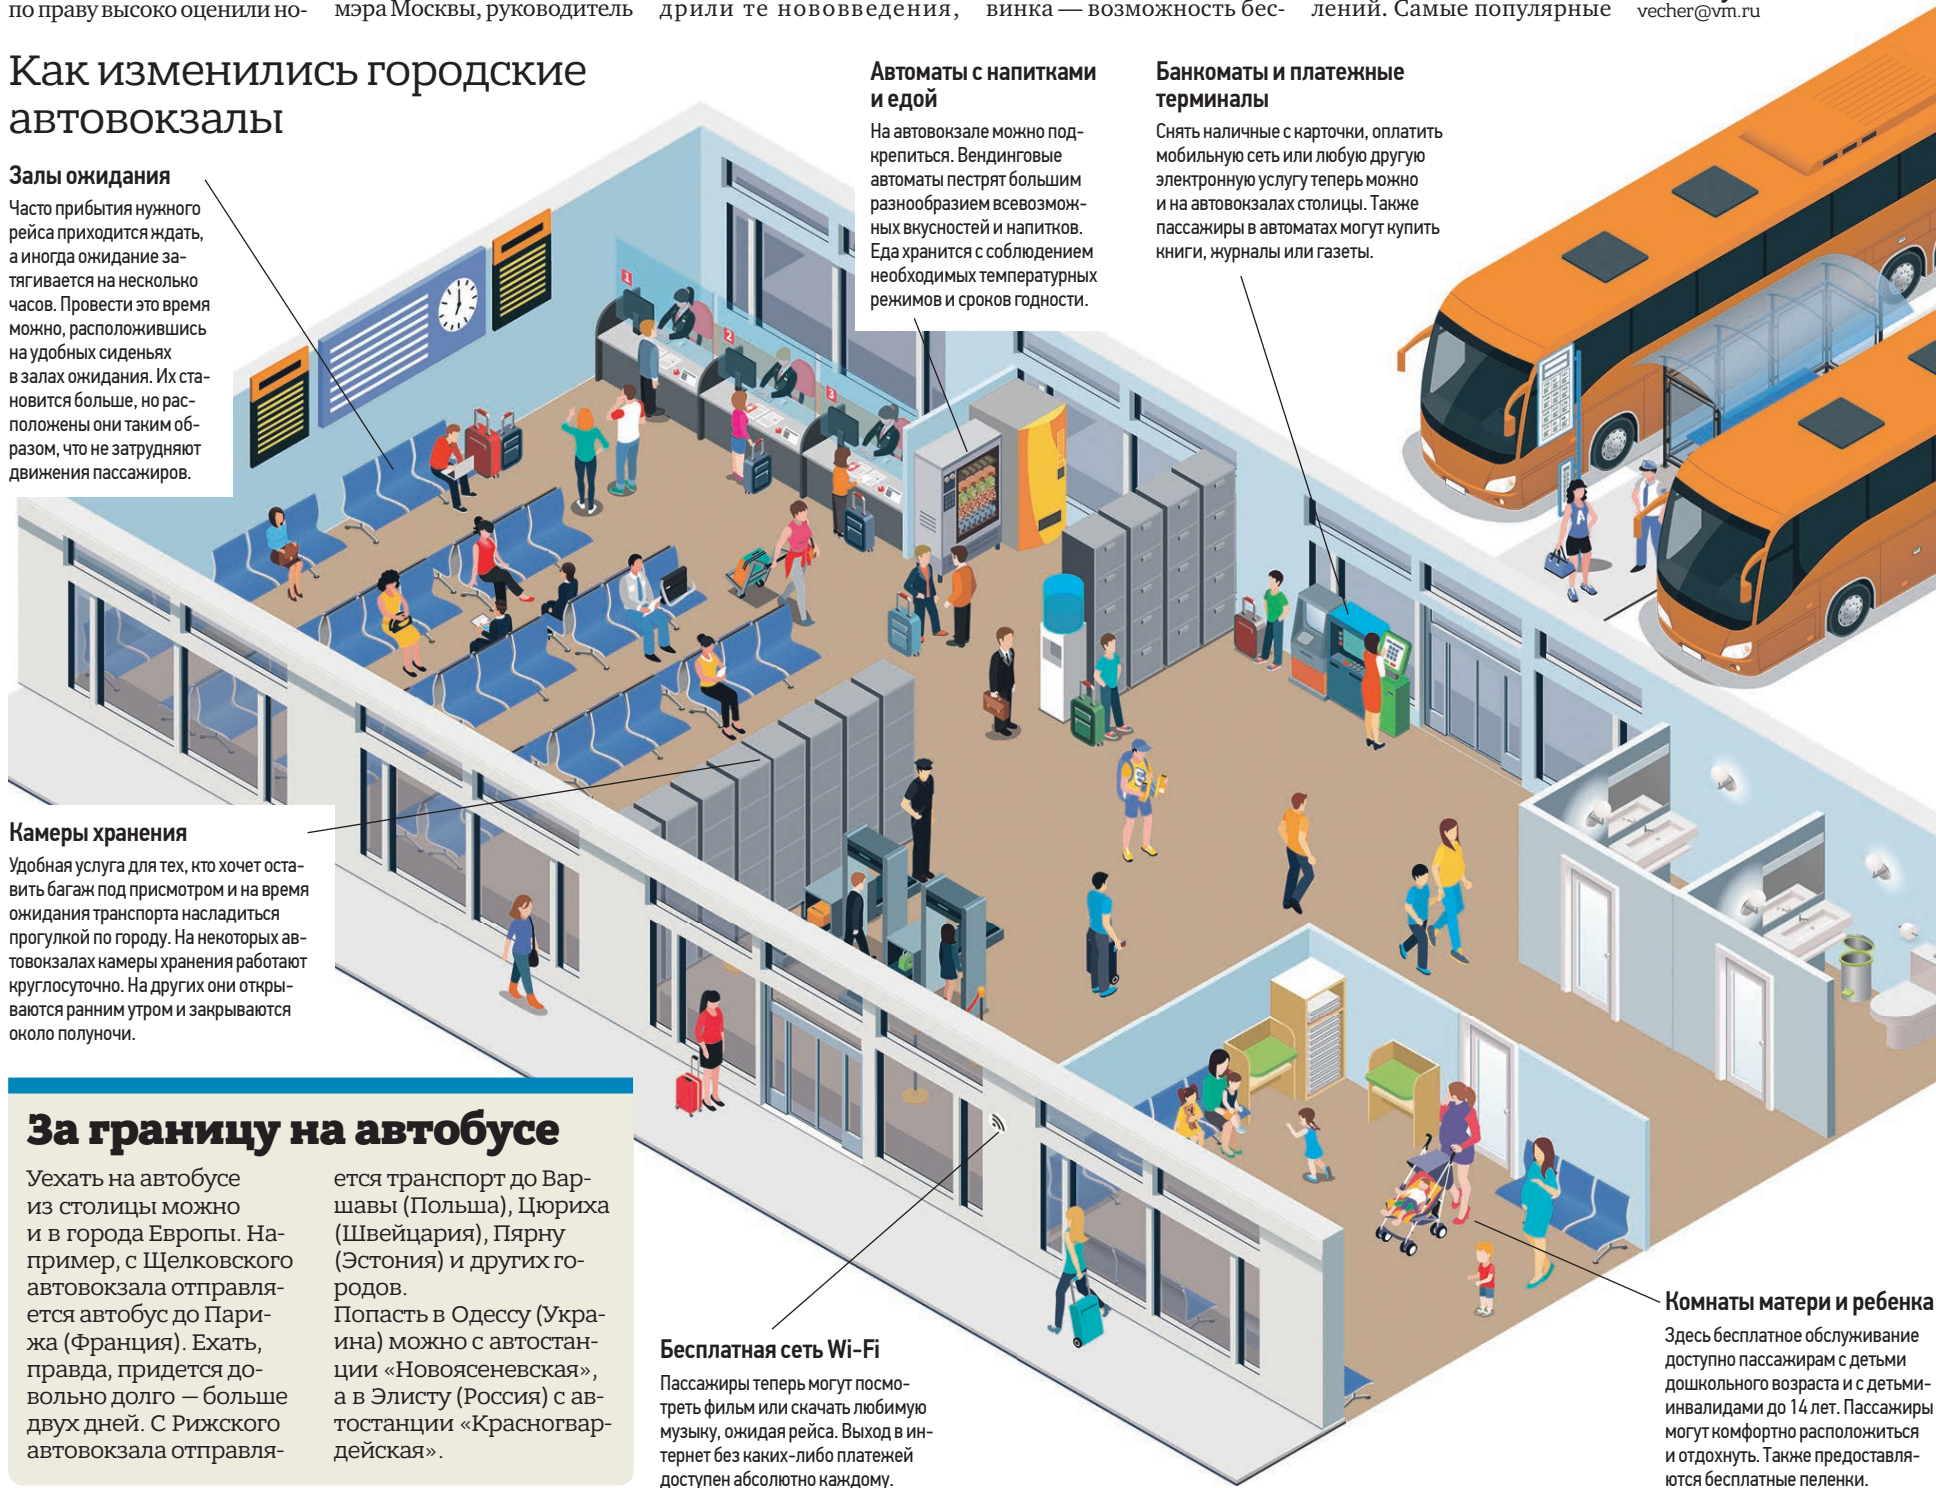 по праву высоко оценили но-
мэра Москвы, руководитель
дрили те нововведения,
винка — возможность бес-
лений. Самые популярные
vecher@vm.ru
Как изменились городские
автовокзалы
Залы ожидания
Часто прибытия нужного
рейса приходится ждать,
а иногда ожидание за-
тягивается на несколько
часов. Провести это время
можно, расположившись
на удобных сиденьях
в залах ожидания. Их ста-
новится больше, но рас-
положены они таким об-
разом, что не затрудняют
движения пассажиров.
Автоматы с напитками
и едой
На автовокзале можно под-
крепиться. Вендинговые
автоматы пестрят большим
разнообразием всевозмож-
ных вкусностей и напитков.
Еда хранится с соблюдением
необходимых температурных
режимов и сроков годности.
Банкоматы и платежные
терминалы
Снять наличные с карточки, оплатить
мобильную сеть или любую другую
электронную услугу теперь можно
и на автовокзалах столицы. Также
пассажиры в автоматах могут купить
книги, журналы или газеты.
1
2
3
A
Камеры хранения
Удобная услуга для тех, кто хочет оста-
вить багаж под присмотром и на время
ожидания транспорта насладиться
прогулкой по городу. На некоторых ав-
товокзалах камеры хранения работают
круглосуточно. На других они откры-
ваются ранним утром и закрываются
около полуночи.
За границу на автобусе
Уехать на автобусе
из столицы можно
и в города Европы. На-
пример, с Щелковского
автовокзала отправля-
ется автобус до Пари-
жа (Франция). Ехать,
правда, придется до-
вольно долго — больше
двух дней. С Рижского
автовокзала отправля-
ется транспорт до Вар-
шавы (Польша), Цюриха
(Швейцария), Пярну
(Эстония) и других го-
родов.
Попасть в Одессу (Укра-
ина) можно с автостан-
ции «Новоясеневская»,
а в Элисту (Россия) с ав-
тостанции «Красногвар-
дейская».
Бесплатная сеть Wi-Fi
Пассажиры теперь могут посмо-
треть фильм или скачать любимую
музыку, ожидая рейса. Выход в ин-
тернет без каких-либо платежей
доступен абсолютно каждому.
Комнаты матери и ребенка
Здесь бесплатное обслуживание
доступно пассажирам с детьми
дошкольного возраста и с детьми-
инвалидами до 14 лет. Пассажиры
могут комфортно расположиться
и отдохнуть. Также предоставля-
ются бесплатные пеленки.